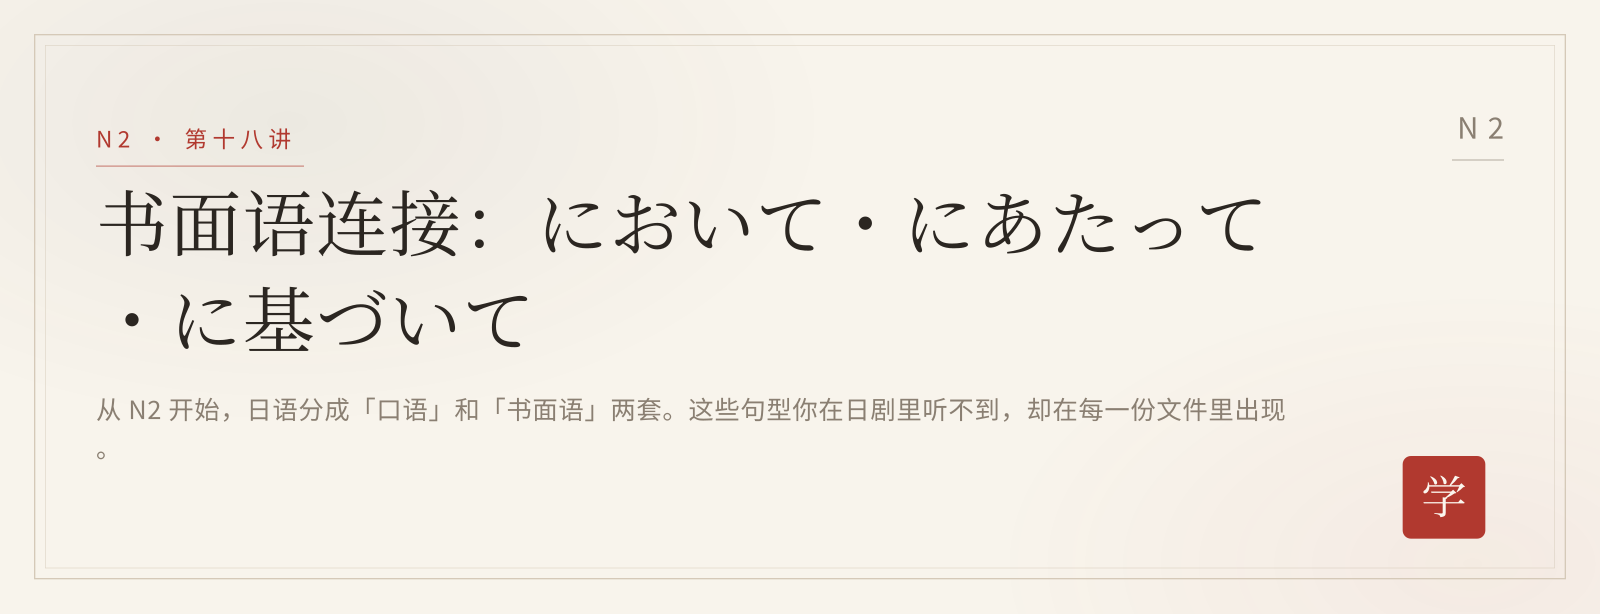 N2 · 第十八讲
N2
书面语连接：において・にあたって
・に基づいて
从 N2 开始，日语分成「口语」和「书面语」两套。这些句型你在日剧里听不到，却在每一份文件里出现
。
学